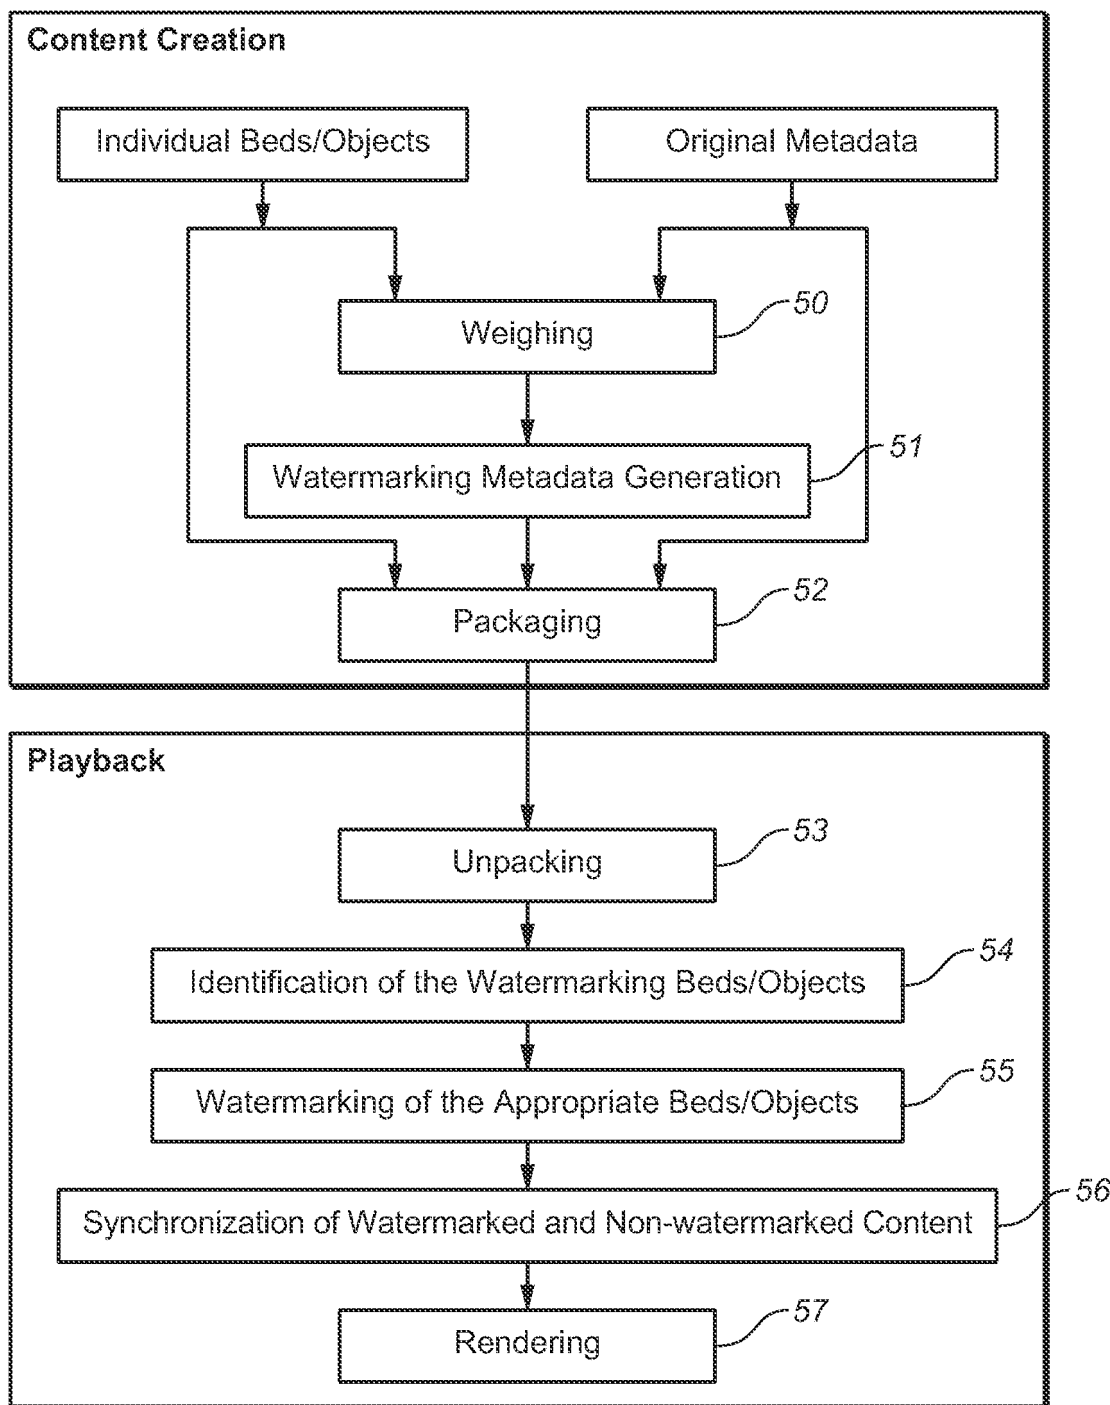 Content Creation
Individual Beds/Objects
Original Metadata
50
Weighing
51
Watermarking Metadata Generation
52
Packaging
Playback
53
Unpacking
54
Identification of the Watermarking Beds/Objects
55
Watermarking of the Appropriate Beds/Objects
56
Synchronization of Watermarked and Non-watermarked Content
57
Rendering